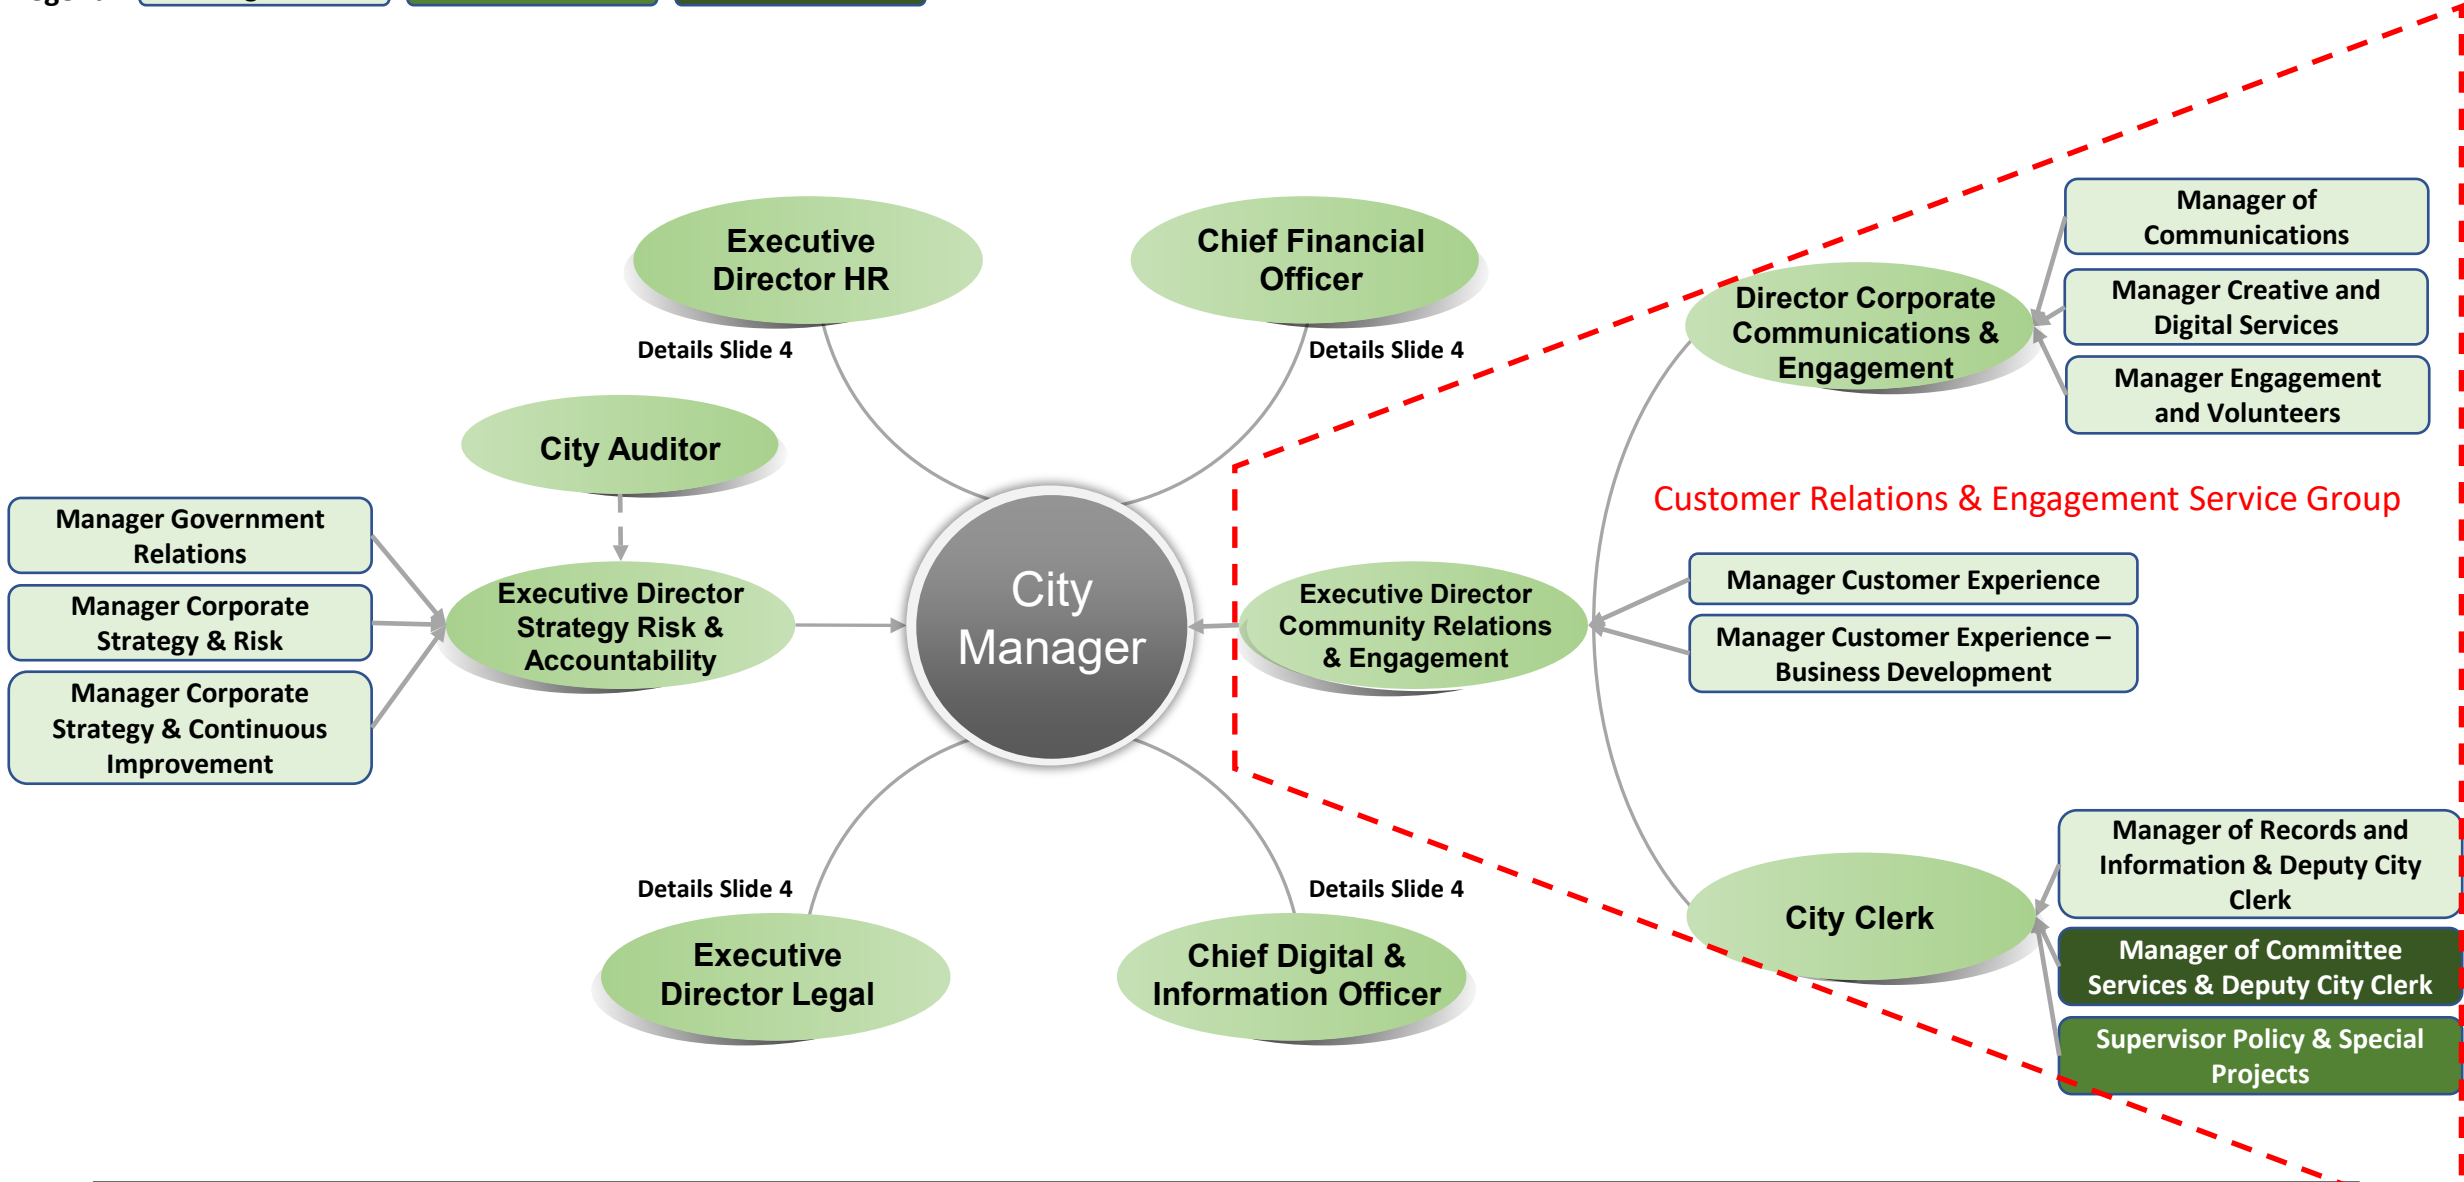 Executive
Director HR
Details Slide 4
Chief Financial
Officer
Details Slide 4
City Auditor
Manager Government
Relations
Manager Corporate
Strategy & Risk
Manager Corporate
Strategy & Continuous
Improvement
Executive Director
Strategy Risk &
Accountability
City
Manager
Executive Director
Community Relations
& Engagement
Director Corporate
Communications &
Engagement
Manager of
Communications
Manager Creative and
Digital Services
Manager Engagement
and Volunteers
Customer Relations & Engagement Service Group
Manager Customer Experience
Manager Customer Experience –
Business Development
Details Slide 4
Executive
Director Legal
Details Slide 4
Chief Digital &
Information Officer
City Clerk
Manager of Records and
Information & Deputy City
Clerk
Manager of Committee
Services & Deputy City Clerk
Supervisor Policy & Special
Projects